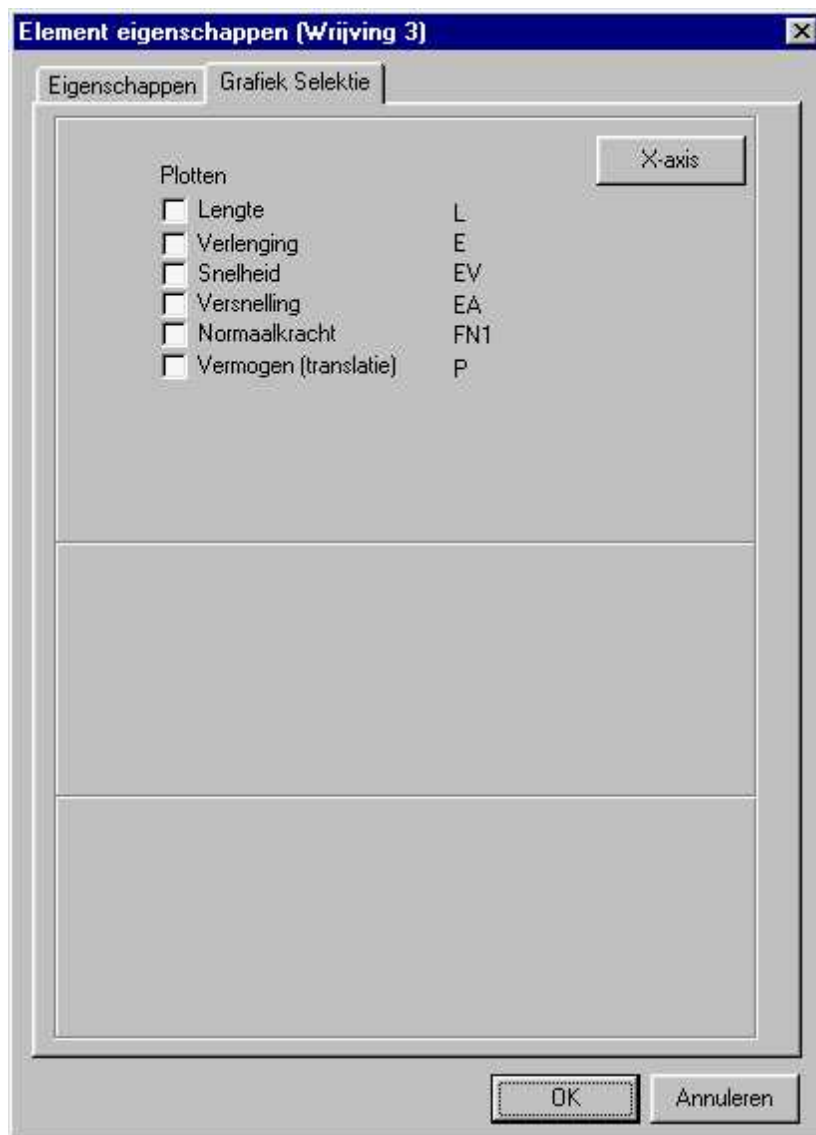 Element eigenschappen (Wrijving 3)
Eigenschappen Grafiek Selektie
X-axis
Plotten
Lengte L
Verlenging E
Snelheid EV
Versnelling EA
Normaalkracht FN1
Vermogen (translatie) P
OK Annuleren